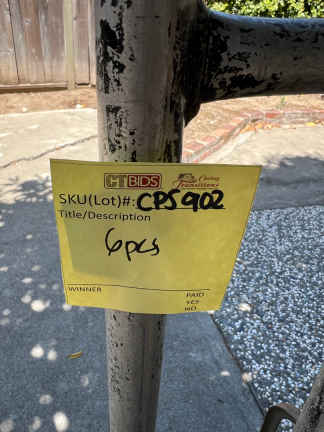 CTBIDS Caring Transitions
SKU(Lot)#: CPS902
Title/Description
6pcs
WINNER PAID
YES
NO